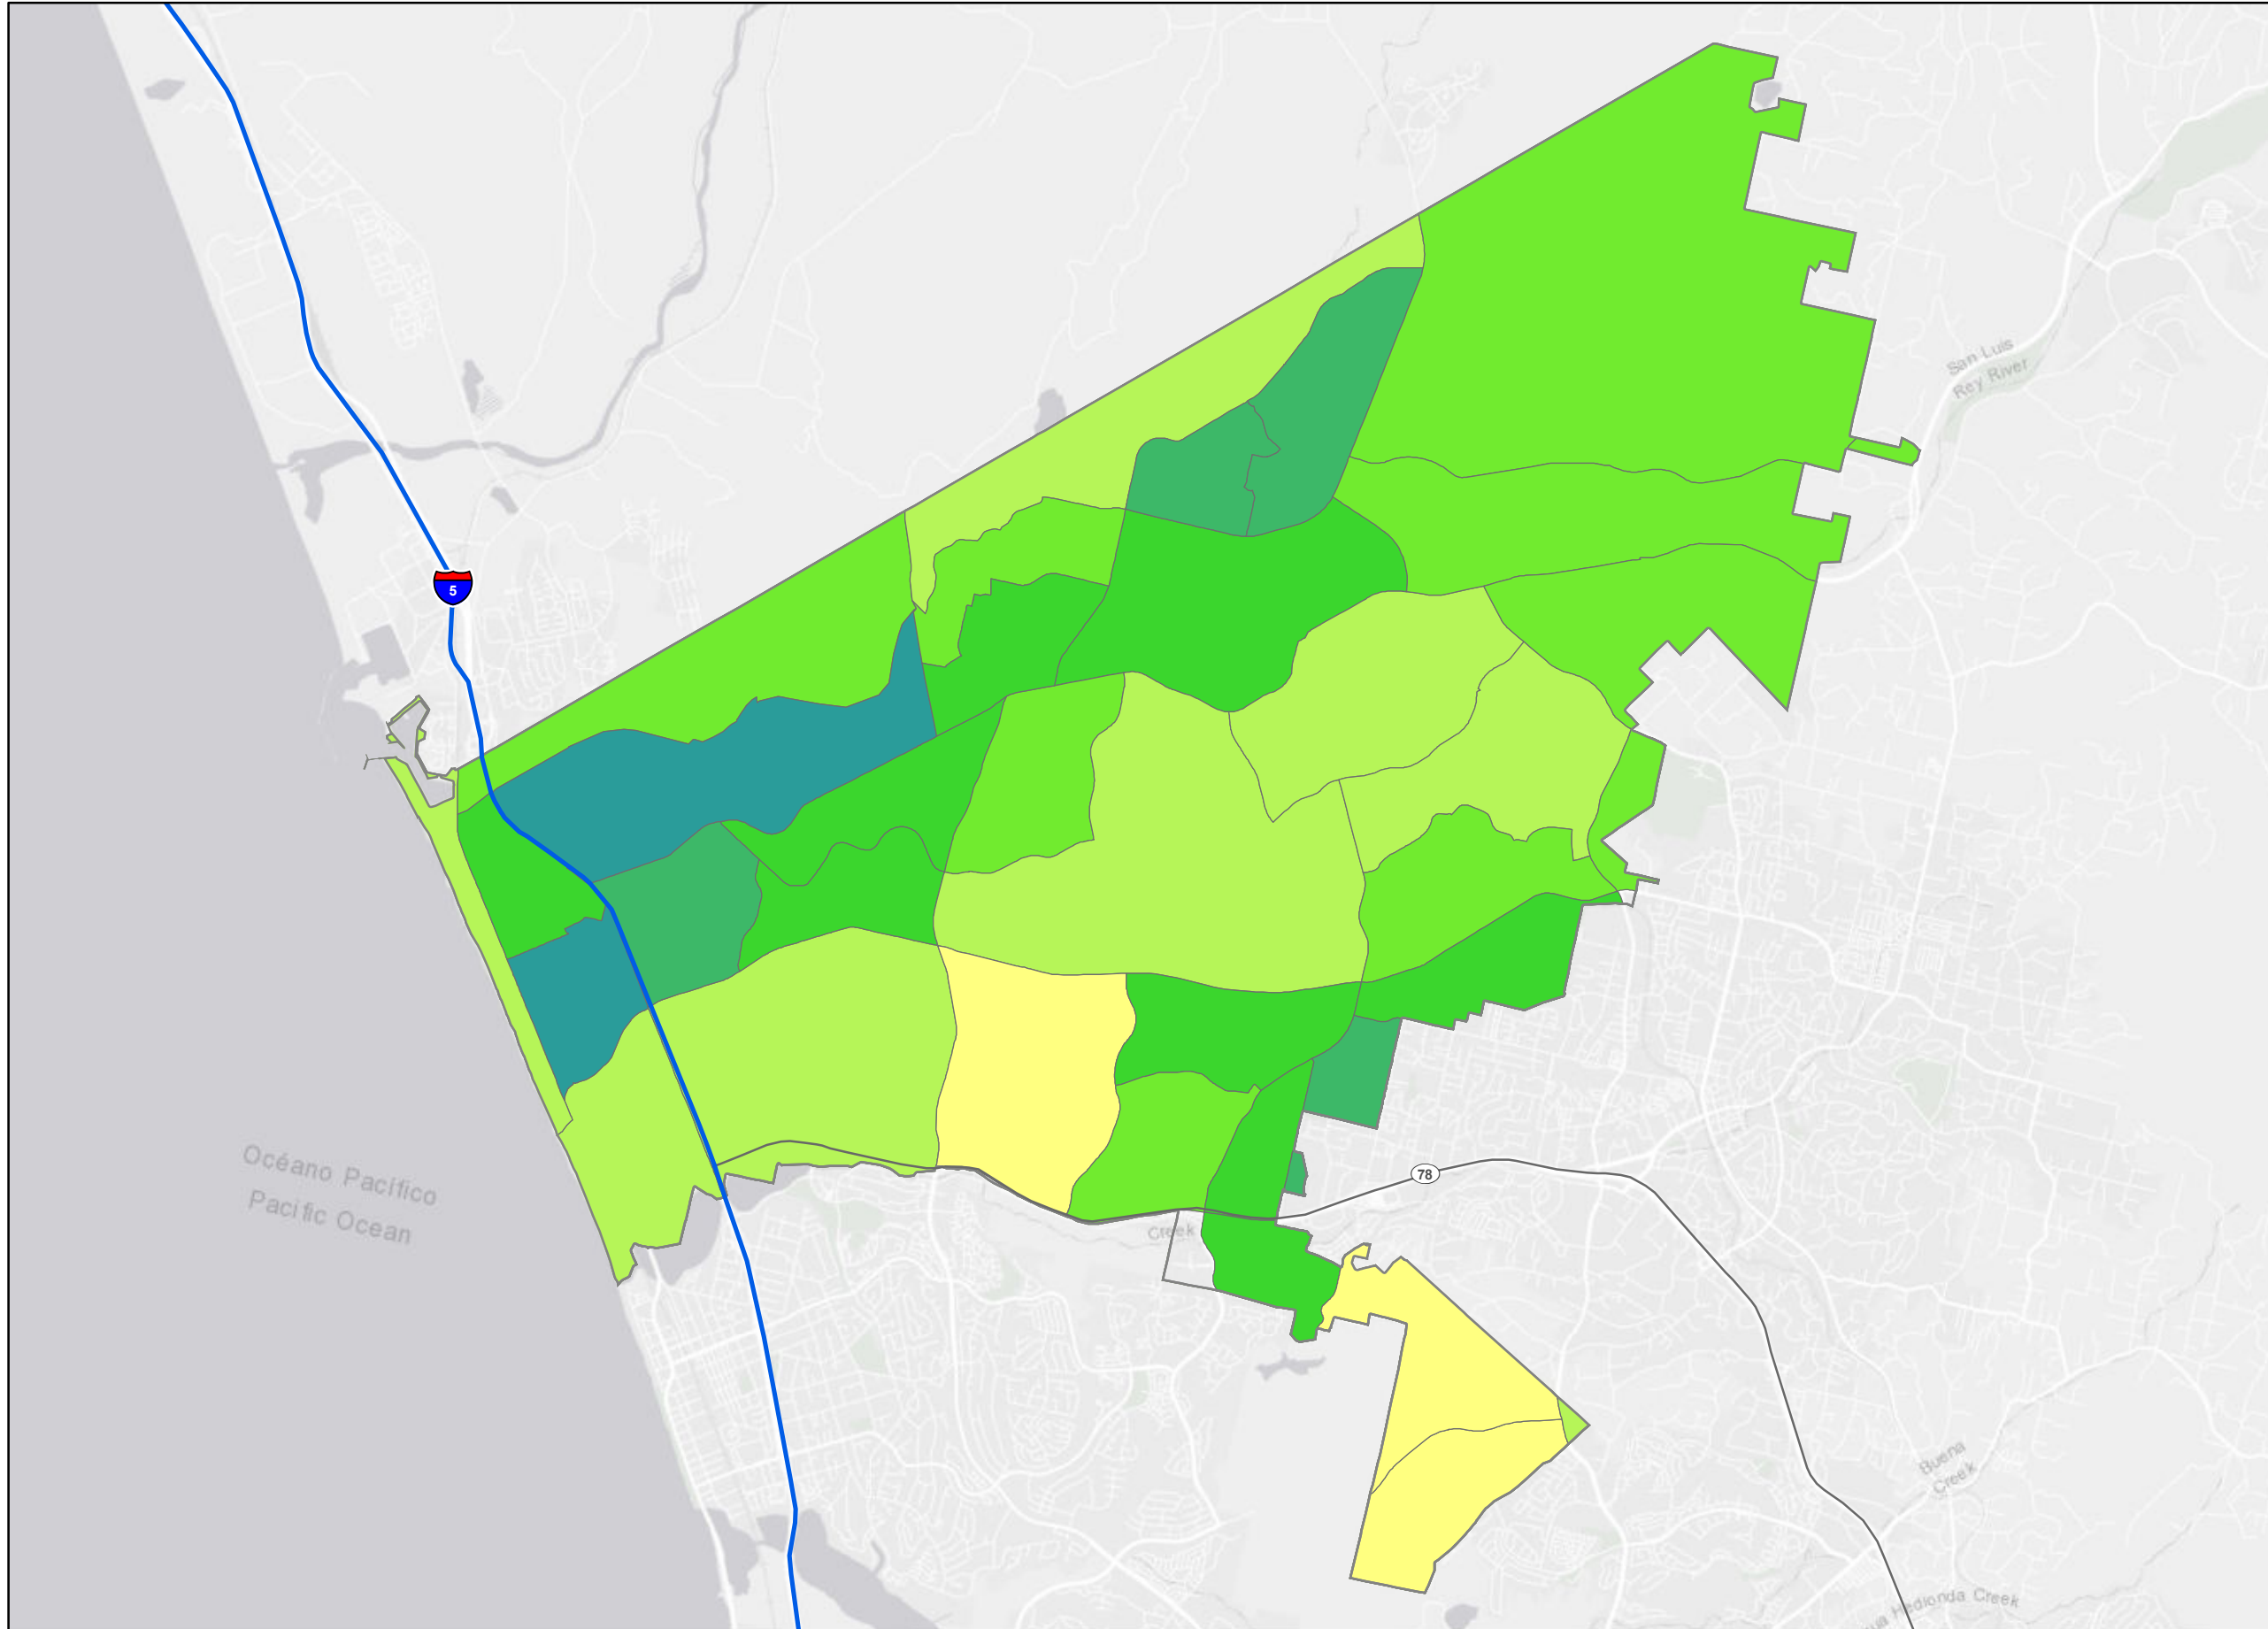 San Luis
Rey River
5
Océano Pacífico
Pacific Ocean
78
Creek
Buena
Creek
Hedionda Creek